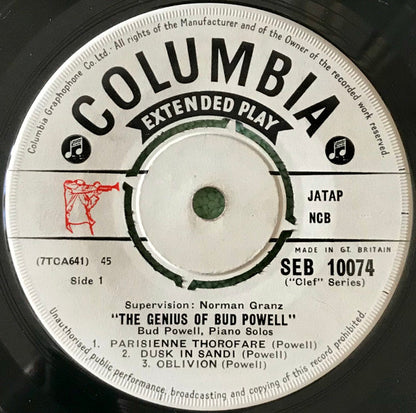 Columbia Graphophone Co. All rights of the Manufacturer and of the Owner of the recorded work reserved.
COLUMBIA
EXTENDED PLAY
JATAP
NCB
MADE IN GT. BRITAIN
(7TCA641) 45
SEB 10074
Side 1
("Clef" Series)
Supervision: Norman Granz
"THE GENIUS OF BUD POWELL"
Bud Powell, Piano Solos
1. PARISIENNE THOROFARE (Powell)
2. DUSK IN SANDI (Powell)
3. OBLIVION (Powell)
Unauthorised public performance, broadcasting and copying of this record prohibited.